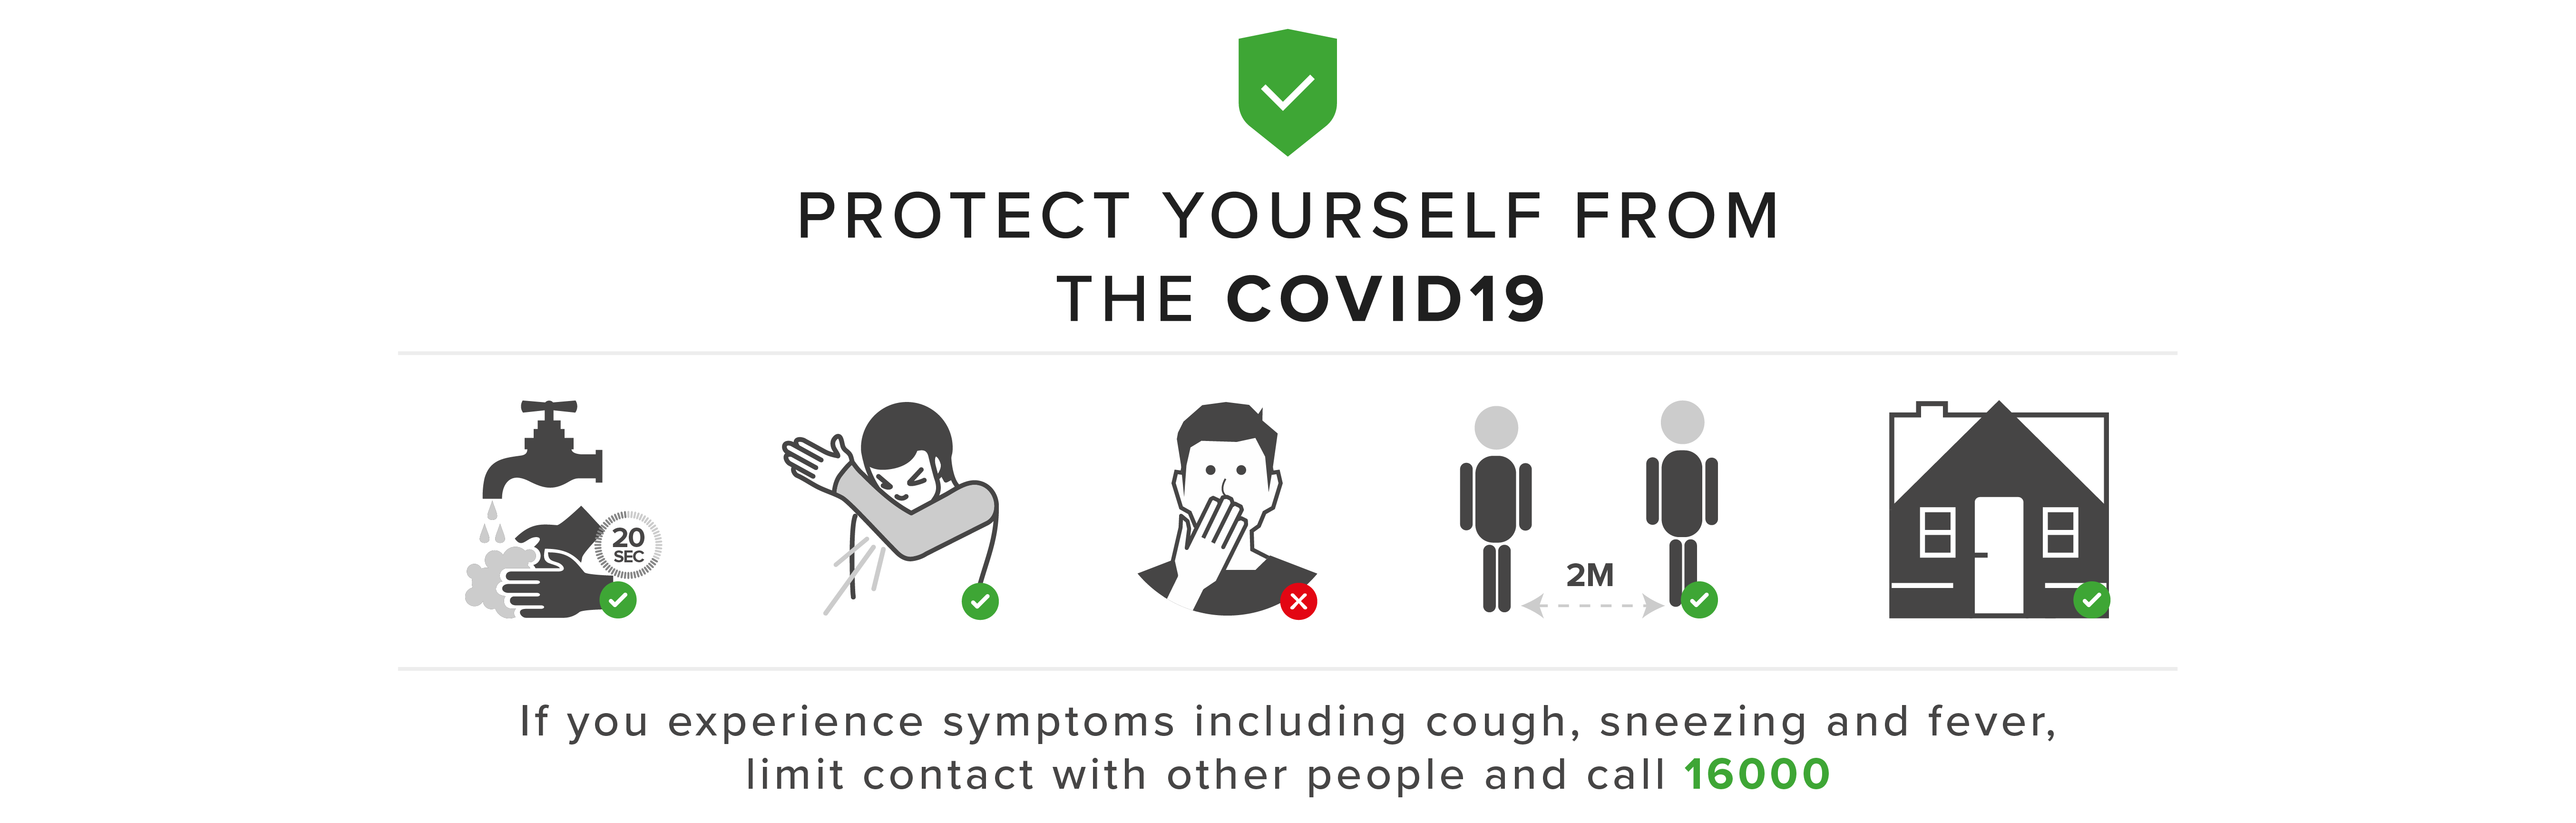 PROTECT YOURSELF FROM
THE COVID19
20
SEC
2M
If you experience symptoms including cough, sneezing and fever,
limit contact with other people and call 16000